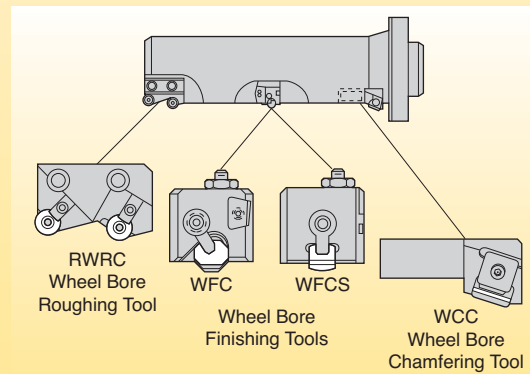 RWRC
Wheel Bore
Roughing Tool
WFC
WFCS
Wheel Bore
Finishing Tools
WCC
Wheel Bore
Chamfering Tool